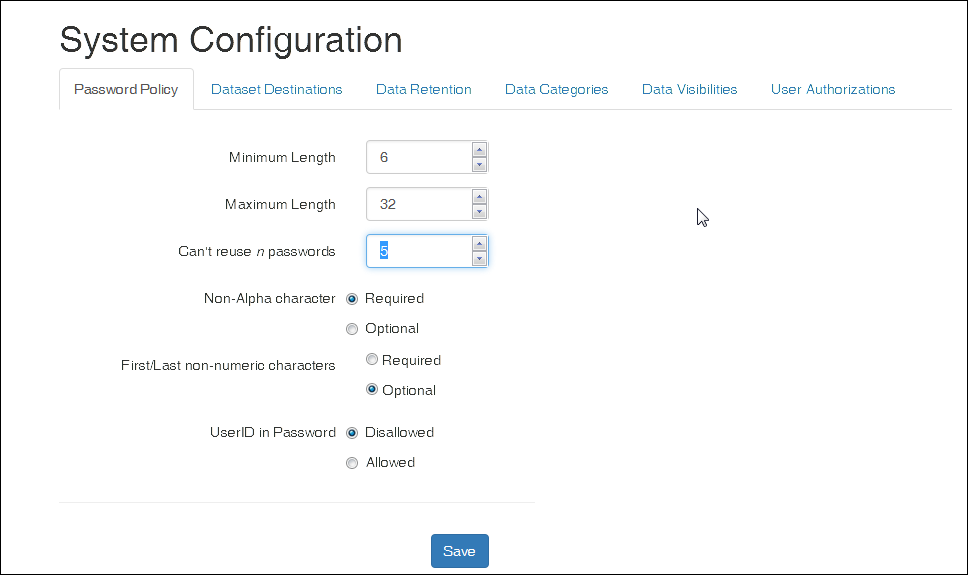 System Configuration
Password Policy Dataset Destinations Data Retention Data Categories Data Visibilities User Authorizations
Minimum Length 6
Maximum Length 32
Can't reuse n passwords 5
Non-Alpha character Required
Optional
First/Last non-numeric characters Required
Optional
UserID in Password Disallowed
Allowed
Save